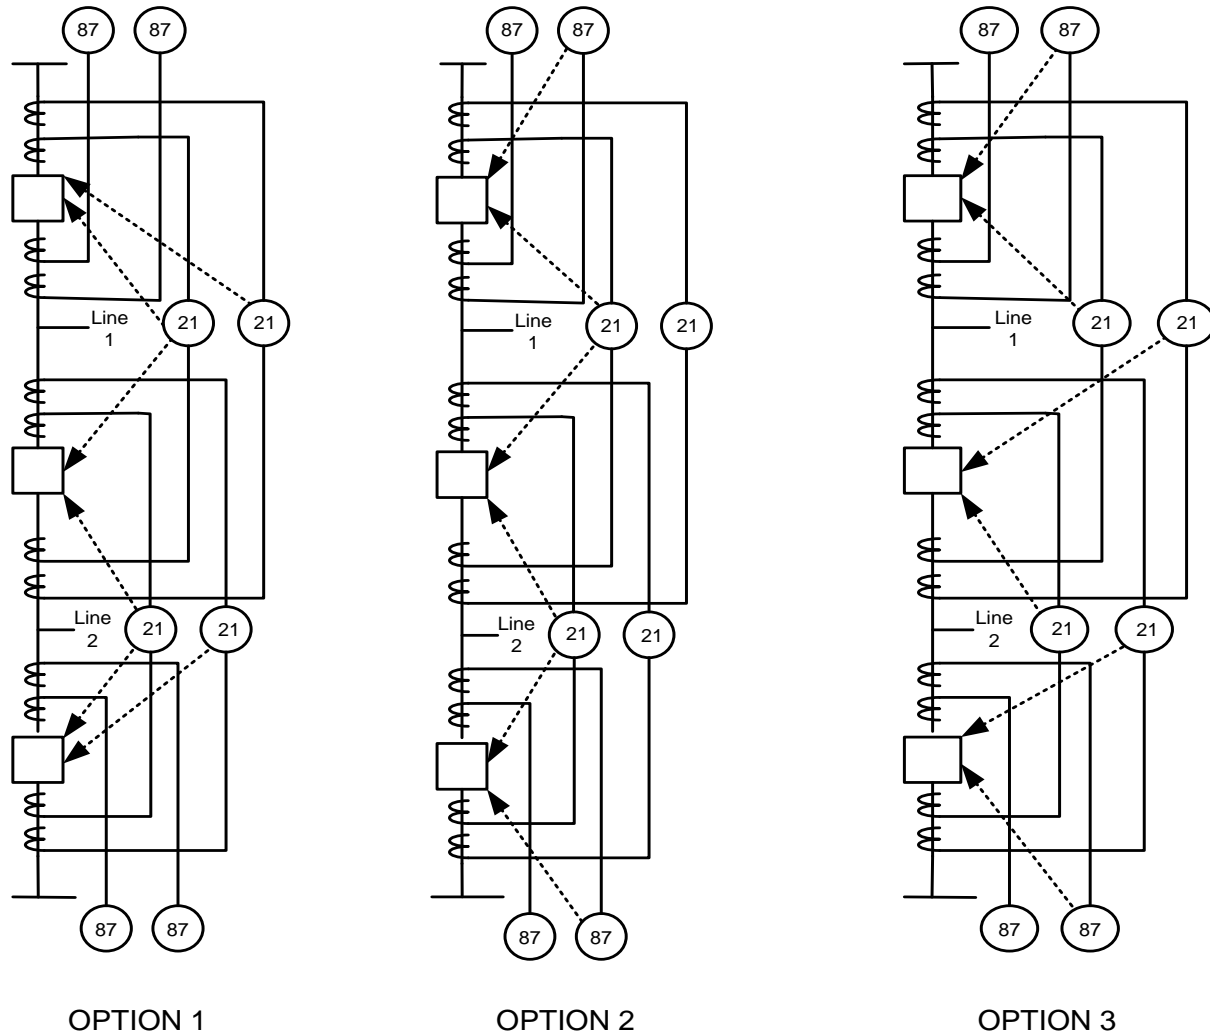 87 87 87 87 87 87
Line 1 21 21 Line 1 21 21 Line 1 21 21
Line 2 21 21 Line 2 21 21 Line 2 21 21
87 87 87 87 87 87
OPTION 1 OPTION 2 OPTION 3